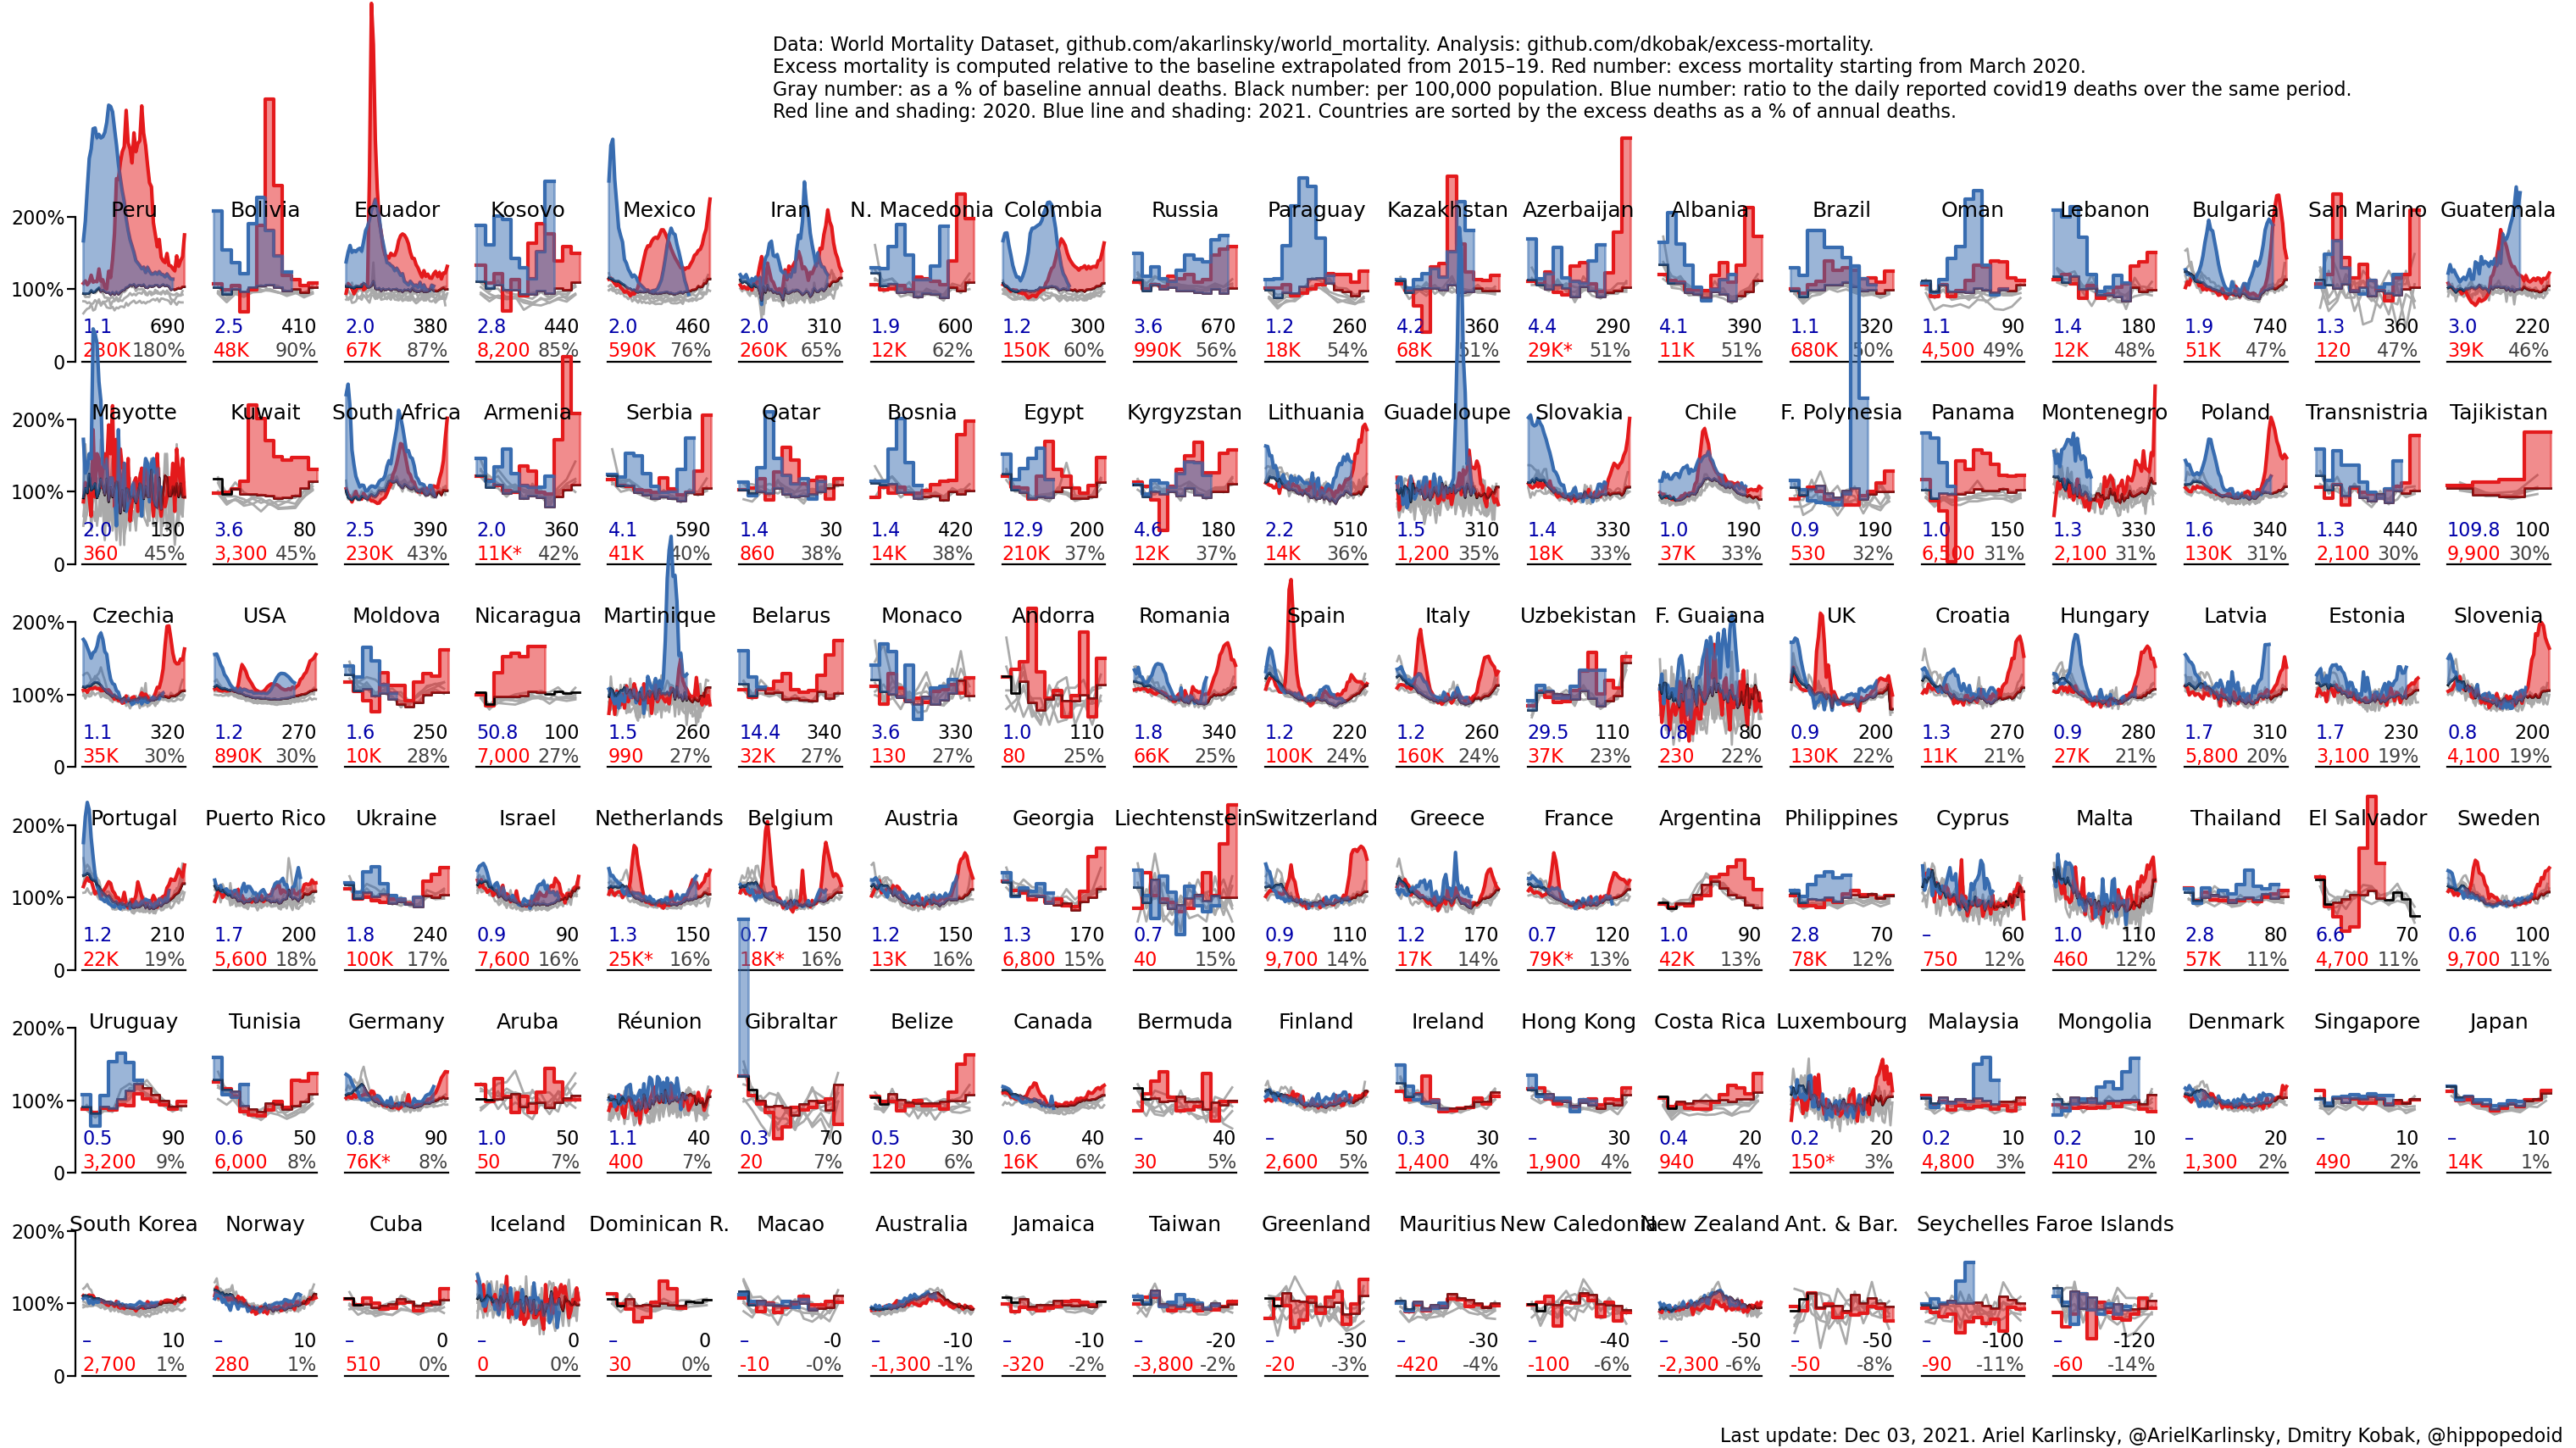 Data: World Mortality Dataset, github.com/akarlinsky/world_mortality. Analysis: github.com/dkobak/excess-mortality.
Excess mortality is computed relative to the baseline extrapolated from 2015–19. Red number: excess mortality starting from March 2020.
Gray number: as a % of baseline annual deaths. Black number: per 100,000 population. Blue number: ratio to the daily reported covid19 deaths over the same period.
Red line and shading: 2020. Blue line and shading: 2021. Countries are sorted by the excess deaths as a % of annual deaths.
Peru Bolivia Ecuador Kosovo Mexico Iran N. Macedonia Colombia Russia Paraguay Kazakhstan Azerbaijan Albania Brazil Oman Lebanon Bulgaria San Marino Guatemala
200%
100%
1.1 690 2.5 410 2.0 380 2.8 440 2.0 460 2.0 310 1.9 600 1.2 300 3.6 670 1.2 260 4.2 360 4.4 290 4.1 390 1.1 320 1.1 90 1.4 180 1.9 740 1.3 360 3.0 220
230K 180% 48K 90% 67K 87% 8,200 85% 590K 76% 260K 65% 12K 62% 150K 60% 990K 56% 18K 54% 68K 51% 29K* 51% 11K 51% 680K 50% 4,500 49% 12K 48% 51K 47% 120 47% 39K 46%
0
Mayotte Kuwait South Africa Armenia Serbia Qatar Bosnia Egypt Kyrgyzstan Lithuania Guadeloupe Slovakia Chile F. Polynesia Panama Montenegro Poland Transnistria Tajikistan
200%
100%
2.0 130 3.6 80 2.5 390 2.0 360 4.1 590 1.4 30 1.4 420 12.9 200 4.6 180 2.2 510 1.5 310 1.4 330 1.0 190 0.9 190 1.0 150 1.3 330 1.6 340 1.3 440 109.8 100
360 45% 3,300 45% 230K 43% 11K* 42% 41K 40% 860 38% 14K 38% 210K 37% 12K 37% 14K 36% 1,200 35% 18K 33% 37K 33% 530 32% 6,500 31% 2,100 31% 130K 31% 2,100 30% 9,900 30%
0
Czechia USA Moldova Nicaragua Martinique Belarus Monaco Andorra Romania Spain Italy Uzbekistan F. Guaiana UK Croatia Hungary Latvia Estonia Slovenia
200%
100%
1.1 320 1.2 270 1.6 250 50.8 100 1.5 260 14.4 340 3.6 330 1.0 110 1.8 340 1.2 220 1.2 260 29.5 110 0.8 80 0.9 200 1.3 270 0.9 280 1.7 310 1.7 230 0.8 200
35K 30% 890K 30% 10K 28% 7,000 27% 990 27% 32K 27% 130 27% 80 25% 66K 25% 100K 24% 160K 24% 37K 23% 230 22% 130K 22% 11K 21% 27K 21% 5,800 20% 3,100 19% 4,100 19%
0
Portugal Puerto Rico Ukraine Israel Netherlands Belgium Austria Georgia Liechtenstein Switzerland Greece France Argentina Philippines Cyprus Malta Thailand El Salvador Sweden
200%
100%
1.2 210 1.7 200 1.8 240 0.9 90 1.3 150 0.7 150 1.2 150 1.3 170 0.7 100 0.9 110 1.2 170 0.7 120 1.0 90 2.8 70 – 60 1.0 110 2.8 80 6.6 70 0.6 100
22K 19% 5,600 18% 100K 17% 7,600 16% 25K* 16% 18K* 16% 13K 16% 6,800 15% 40 15% 9,700 14% 17K 14% 79K* 13% 42K 13% 78K 12% 750 12% 460 12% 57K 11% 4,700 11% 9,700 11%
0
Uruguay Tunisia Germany Aruba Réunion Gibraltar Belize Canada Bermuda Finland Ireland Hong Kong Costa Rica Luxembourg Malaysia Mongolia Denmark Singapore Japan
200%
100%
0.5 90 0.6 50 0.8 90 1.0 50 1.1 40 0.3 70 0.5 30 0.6 40 – 40 – 50 0.3 30 – 30 0.4 20 0.2 20 0.2 10 0.2 10 – 20 – 10 – 10
3,200 9% 6,000 8% 76K* 8% 50 7% 400 7% 20 7% 120 6% 16K 6% 30 5% 2,600 5% 1,400 4% 1,900 4% 940 4% 150* 3% 4,800 3% 410 2% 1,300 2% 490 2% 14K 1%
0
South Korea Norway Cuba Iceland Dominican R. Macao Australia Jamaica Taiwan Greenland Mauritius New Caledonia New Zealand Ant. & Bar. Seychelles Faroe Islands
200%
100%
– 10 – 10 – 0 – 0 – 0 – -0 – -10 – -10 – -20 – -30 – -30 – -40 – -50 – -50 – -100 – -120
2,700 1% 280 1% 510 0% 0 0% 30 0% -10 -0% -1,300 -1% -320 -2% -3,800 -2% -20 -3% -420 -4% -100 -6% -2,300 -6% -50 -8% -90 -11% -60 -14%
0
Last update: Dec 03, 2021. Ariel Karlinsky, @ArielKarlinsky, Dmitry Kobak, @hippopedoid